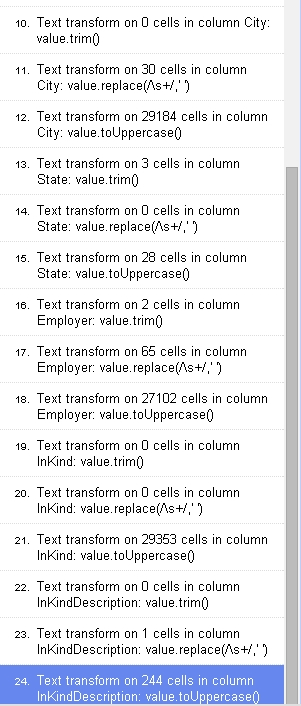 10. Text transform on 0 cells in column City:
value.trim()
11. Text transform on 30 cells in column
City: value.replace(/\s+/,' ')
12. Text transform on 29184 cells in column
City: value.toUppercase()
13. Text transform on 3 cells in column
State: value.trim()
14. Text transform on 0 cells in column
State: value.replace(/\s+/,' ')
15. Text transform on 28 cells in column
State: value.toUppercase()
16. Text transform on 2 cells in column
Employer: value.trim()
17. Text transform on 65 cells in column
Employer: value.replace(/\s+/,' ')
18. Text transform on 27102 cells in column
Employer: value.toUppercase()
19. Text transform on 0 cells in column
InKind: value.trim()
20. Text transform on 0 cells in column
InKind: value.replace(/\s+/,' ')
21. Text transform on 29353 cells in column
InKind: value.toUppercase()
22. Text transform on 0 cells in column
InKindDescription: value.trim()
23. Text transform on 1 cells in column
InKindDescription: value.replace(/\s+/,' ')
24. Text transform on 244 cells in column
InKindDescription: value.toUppercase()